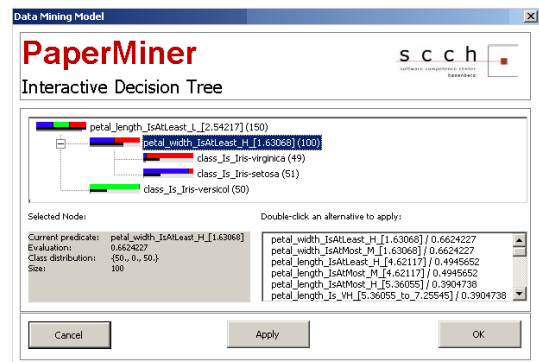 Data Mining Model
PaperMiner
Interactive Decision Tree
scch
software competence center
hagenberg
petal_length_IsAtLeast_L_[2.54217] (150)
petal_width_IsAtLeast_H_[1.63068] (100)
class_Is_Iris-virginica (49)
class_Is_Iris-setosa (51)
class_Is_Iris-versicol (50)
Selected Node:
Current predicate: petal_width_IsAtLeast_H_[1.63068]
Evaluation: 0.6624227
Class distribution: {50., 0., 50.}
Size: 100
Double-click an alternative to apply:
petal_width_IsAtLeast_H_[1.63068] / 0.6624227
petal_width_IsAtMost_M_[1.63068] / 0.6624227
petal_length_IsAtLeast_H_[4.62117] / 0.4945652
petal_length_IsAtMost_M_[4.62117] / 0.4945652
petal_length_IsAtMost_H_[5.36055] / 0.3904738
petal_length_Is_VH_[5.36055_to_7.25545] / 0.3904738
Cancel
Apply
OK